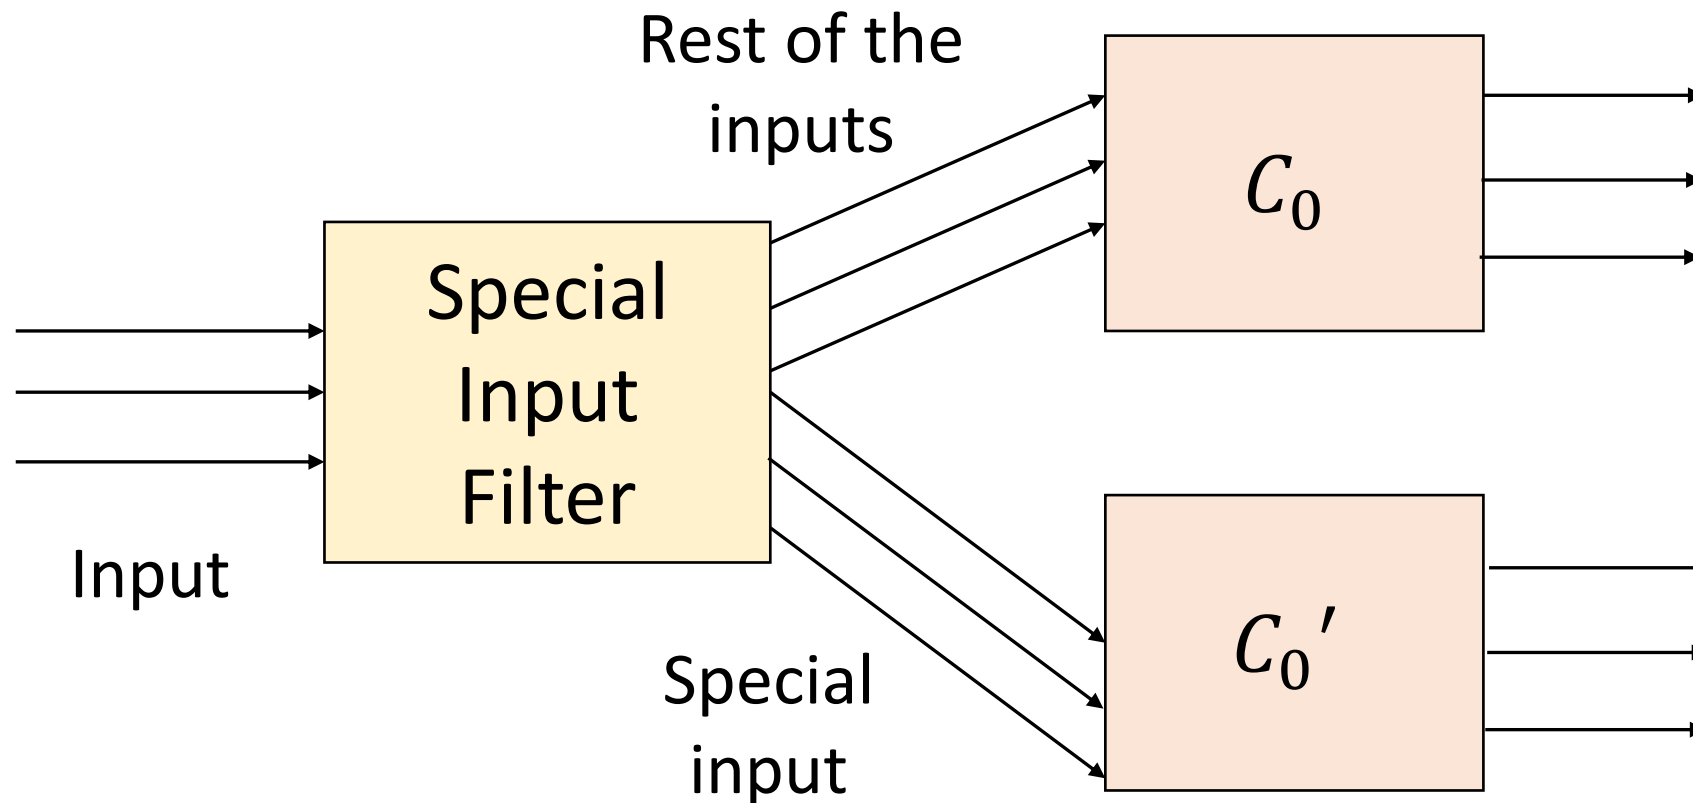 Rest of the
inputs
C₀
Special
Input
Filter
Input
C₀′
Special
input